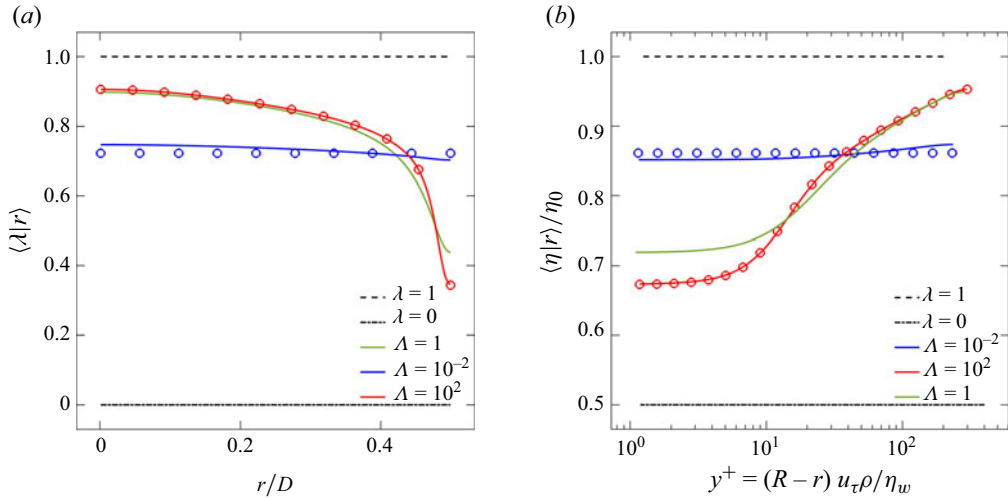 (a)
1.0
0.8
0.6
0.4
0.2
0
⟨λ|r⟩
λ = 1
λ = 0
Λ = 1
Λ = 10⁻²
Λ = 10²
0
0.2
0.4
r/D
(b)
1.0
0.9
0.8
0.7
0.6
0.5
⟨η|r⟩/η₀
λ = 1
λ = 0
Λ = 10⁻²
Λ = 10²
Λ = 1
10⁰
10¹
10²
y⁺ = (R – r) u_τρ/η_w